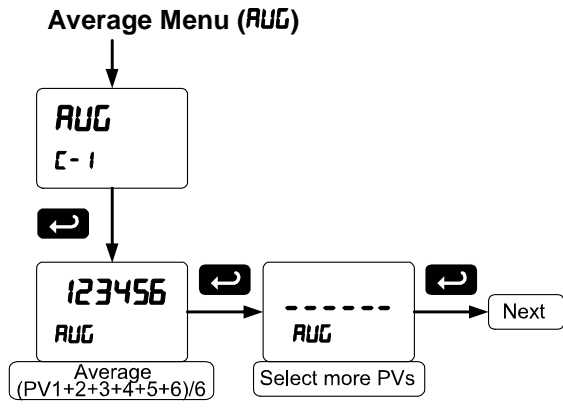 Average Menu (AVG)
AVG
C-1
123456
AVG
Average
(PV1+2+3+4+5+6)/6
------
AVG
Select more PVs
Next